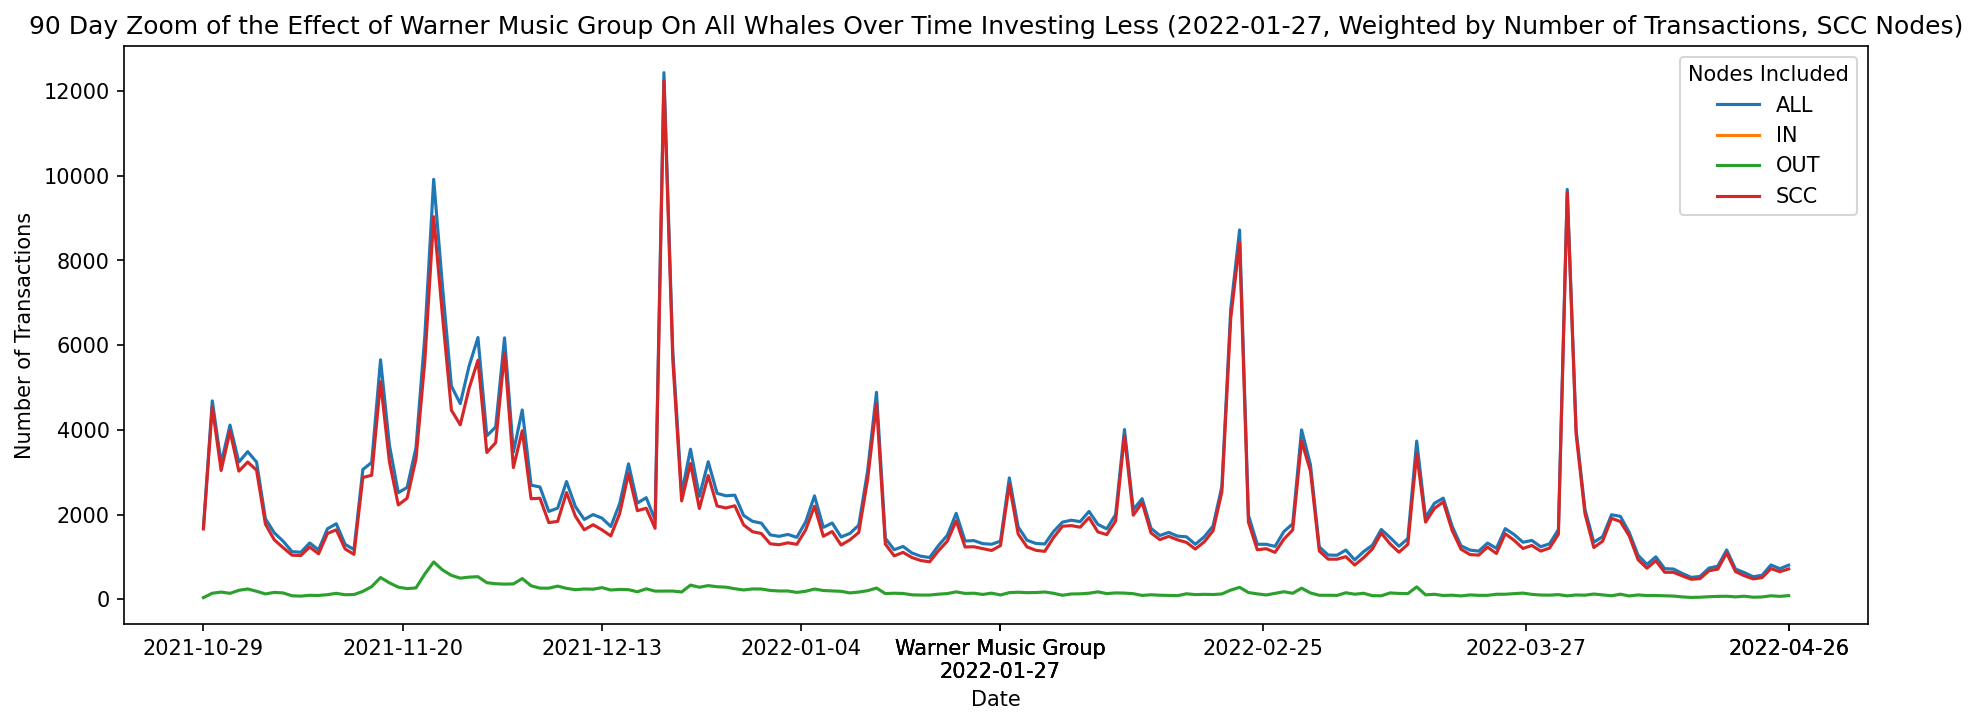 90 Day Zoom of the Effect of Warner Music Group On All Whales Over Time Investing Less (2022-01-27, Weighted by Number of Transactions, SCC Nodes)
Number of Transactions
12000
10000
8000
6000
4000
2000
0
Nodes Included
ALL
IN
OUT
SCC
2021-10-29
2021-11-20
2021-12-13
2022-01-04
Warner Music Group
2022-01-27
2022-02-25
2022-03-27
2022-04-26
Date